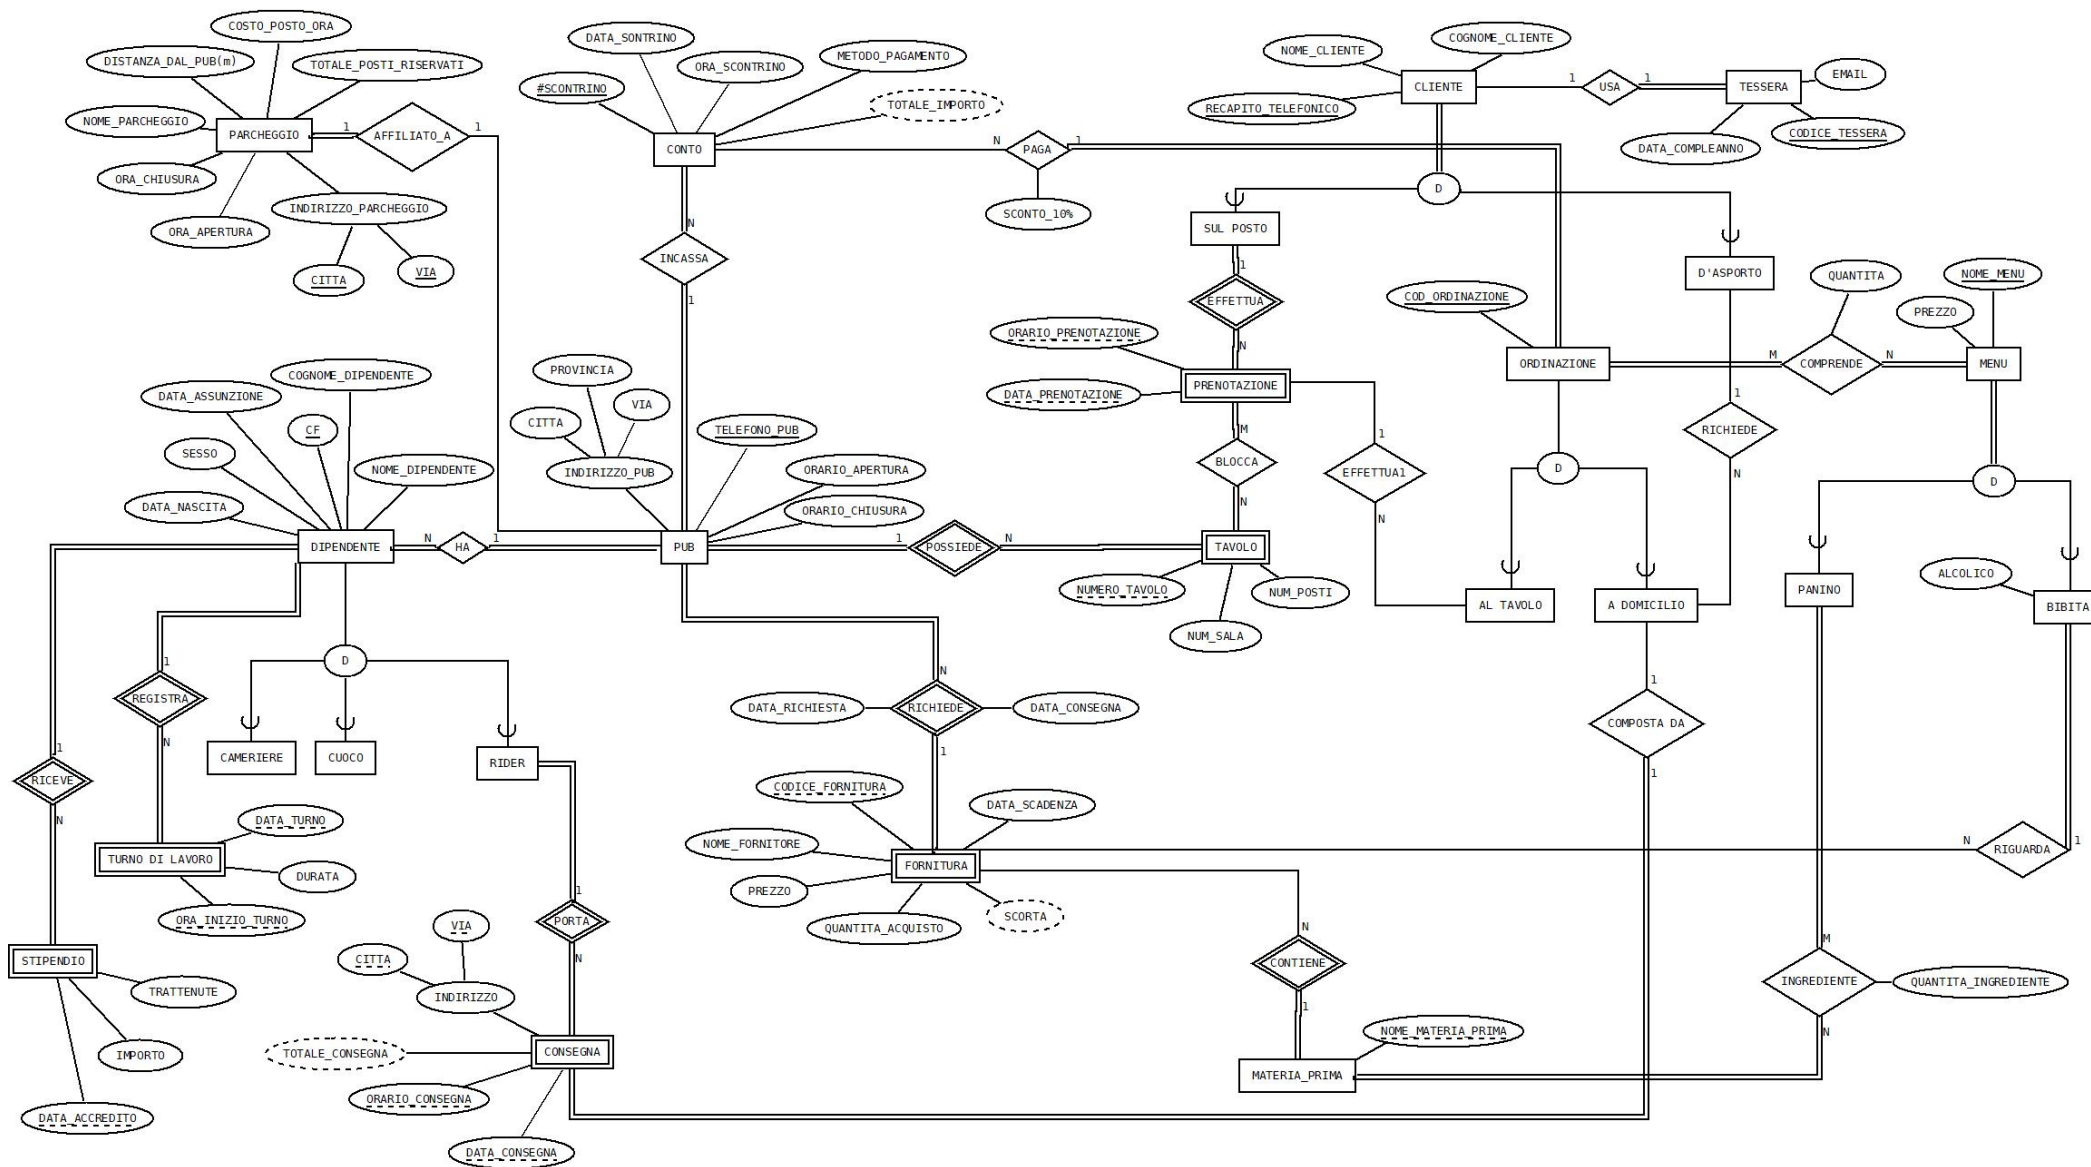 COSTO_POSTO_ORA
DISTANZA_DAL_PUB(m)
TOTALE_POSTI_RISERVATI
NOME_PARCHEGGIO
PARCHEGGIO
1
AFFILIATO_A
1
ORA_CHIUSURA
ORA_APERTURA
INDIRIZZO_PARCHEGGIO
CITTA
VIA
DATA_SONTRINO
ORA_SCONTRINO
METODO_PAGAMENTO
#SCONTRINO
TOTALE_IMPORTO
CONTO
N
PAGA
1
SCONTO_10%
N
INCASSA
1
NOME_CLIENTE
COGNOME_CLIENTE
RECAPITO_TELEFONICO
CLIENTE
1
USA
1
TESSERA
EMAIL
DATA_COMPLEANNO
CODICE_TESSERA
D
SUL POSTO
D'ASPORTO
1
EFFETTUA
N
ORARIO_PRENOTAZIONE
DATA_PRENOTAZIONE
PRENOTAZIONE
COD_ORDINAZIONE
ORDINAZIONE
M
COMPRENDE
N
QUANTITA
NOME_MENU
PREZZO
MENU
1
RICHIEDE
N
M
BLOCCA
N
1
EFFETTUA1
N
D
D
COGNOME_DIPENDENTE
DATA_ASSUNZIONE
CF
SESSO
NOME_DIPENDENTE
DATA_NASCITA
DIPENDENTE
N
HA
1
PROVINCIA
CITTA
VIA
INDIRIZZO_PUB
TELEFONO_PUB
ORARIO_APERTURA
ORARIO_CHIUSURA
PUB
1
POSSIEDE
N
TAVOLO
NUMERO_TAVOLO
NUM_POSTI
NUM_SALA
AL TAVOLO
A DOMICILIO
PANINO
ALCOLICO
BIBITA
D
1
REGISTRA
N
CAMERIERE
CUOCO
RIDER
1
RICEVE
N
N
RICHIEDE
1
DATA_RICHIESTA
DATA_CONSEGNA
1
COMPOSTA DA
1
DATA_TURNO
TURNO DI LAVORO
DURATA
ORA_INIZIO_TURNO
CODICE_FORNITURA
DATA_SCADENZA
NOME_FORNITORE
FORNITURA
PREZZO
QUANTITA_ACQUISTO
SCORTA
N
RIGUARDA
1
1
PORTA
N
N
CONTIENE
1
M
INGREDIENTE
N
QUANTITA_INGREDIENTE
STIPENDIO
TRATTENUTE
IMPORTO
DATA_ACCREDITO
VIA
CITTA
INDIRIZZO
TOTALE_CONSEGNA
CONSEGNA
ORARIO_CONSEGNA
DATA_CONSEGNA
NOME_MATERIA_PRIMA
MATERIA_PRIMA